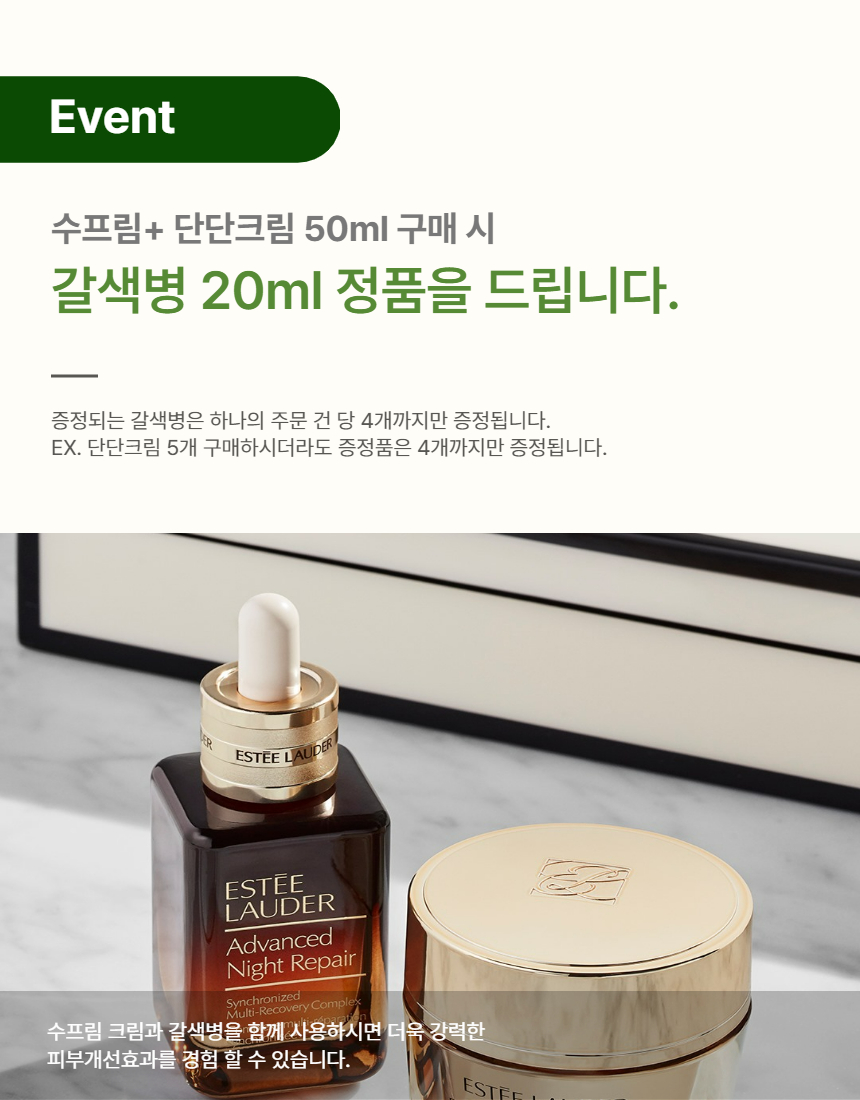 Event
수프림+ 단단크림 50ml 구매 시
갈색병 20ml 정품을 드립니다.
증정되는 갈색병은 하나의 주문 건 당 4개까지만 증정됩니다.
EX. 단단크림 5개 구매하시더라도 증정품은 4개까지만 증정됩니다.
ESTĒE LAUDER
ESTĒE
LAUDER
Advanced
Night Repair
Synchronized
Multi-Recovery Complex
수프림 크림과 갈색병을 함께 사용하시면 더욱 강력한
피부개선효과를 경험 할 수 있습니다.